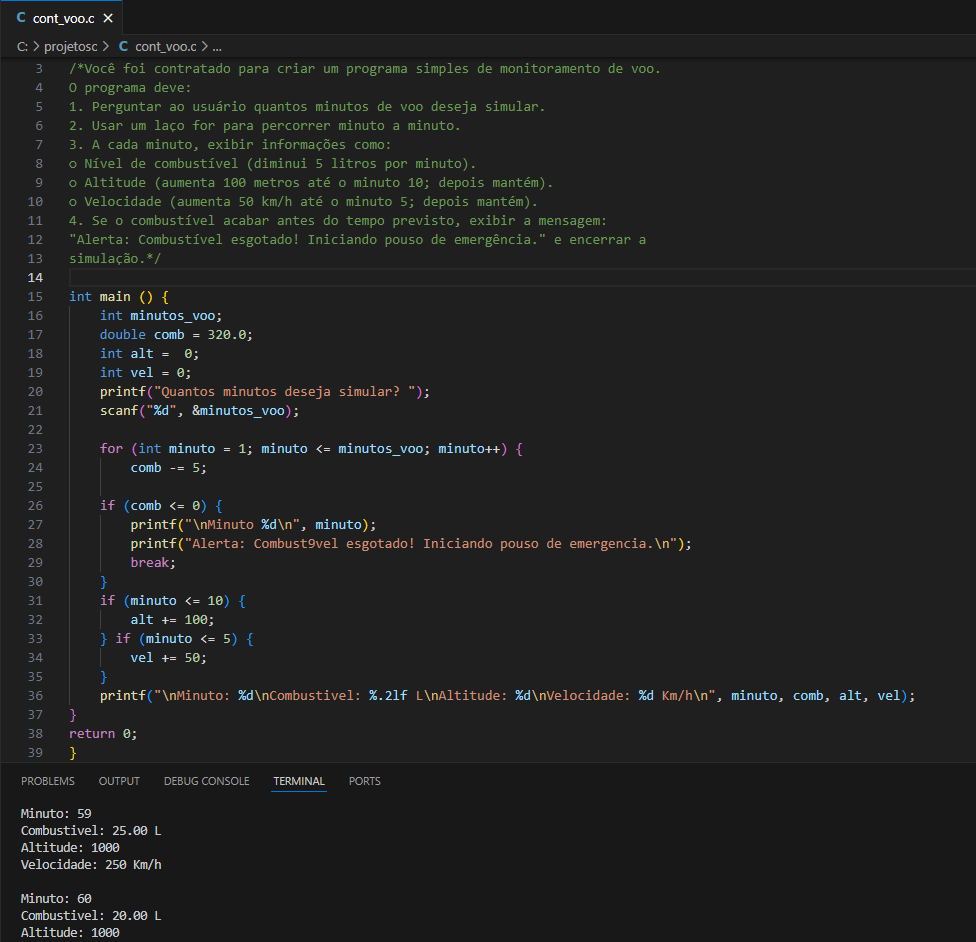 C cont_voo.c ×
C: > projetosc > C cont_voo.c > ...
3 /*Você foi contratado para criar um programa simples de monitoramento de voo.
4 O programa deve:
5 1. Perguntar ao usuário quantos minutos de voo deseja simular.
6 2. Usar um laço for para percorrer minuto a minuto.
7 3. A cada minuto, exibir informações como:
8 o Nível de combustível (diminui 5 litros por minuto).
9 o Altitude (aumenta 100 metros até o minuto 10; depois mantém).
10 o Velocidade (aumenta 50 km/h até o minuto 5; depois mantém).
11 4. Se o combustível acabar antes do tempo previsto, exibir a mensagem:
12 "Alerta: Combustível esgotado! Iniciando pouso de emergência." e encerrar a
13 simulação.*/
14
15 int main () {
16 int minutos_voo;
17 double comb = 320.0;
18 int alt =  0;
19 int vel = 0;
20 printf("Quantos minutos deseja simular? ");
21 scanf("%d", &minutos_voo);
22
23 for (int minuto = 1; minuto <= minutos_voo; minuto++) {
24 comb -= 5;
25
26 if (comb <= 0) {
27 printf("\nMinuto %d\n", minuto);
28 printf("Alerta: Combust9vel esgotado! Iniciando pouso de emergencia.\n");
29 break;
30 }
31 if (minuto <= 10) {
32 alt += 100;
33 } if (minuto <= 5) {
34 vel += 50;
35 }
36 printf("\nMinuto: %d\nCombustivel: %.2lf L\nAltitude: %d\nVelocidade: %d Km/h\n", minuto, comb, alt, vel);
37 }
38 return 0;
39 }
PROBLEMS OUTPUT DEBUG CONSOLE TERMINAL PORTS
Minuto: 59
Combustivel: 25.00 L
Altitude: 1000
Velocidade: 250 Km/h
Minuto: 60
Combustivel: 20.00 L
Altitude: 1000